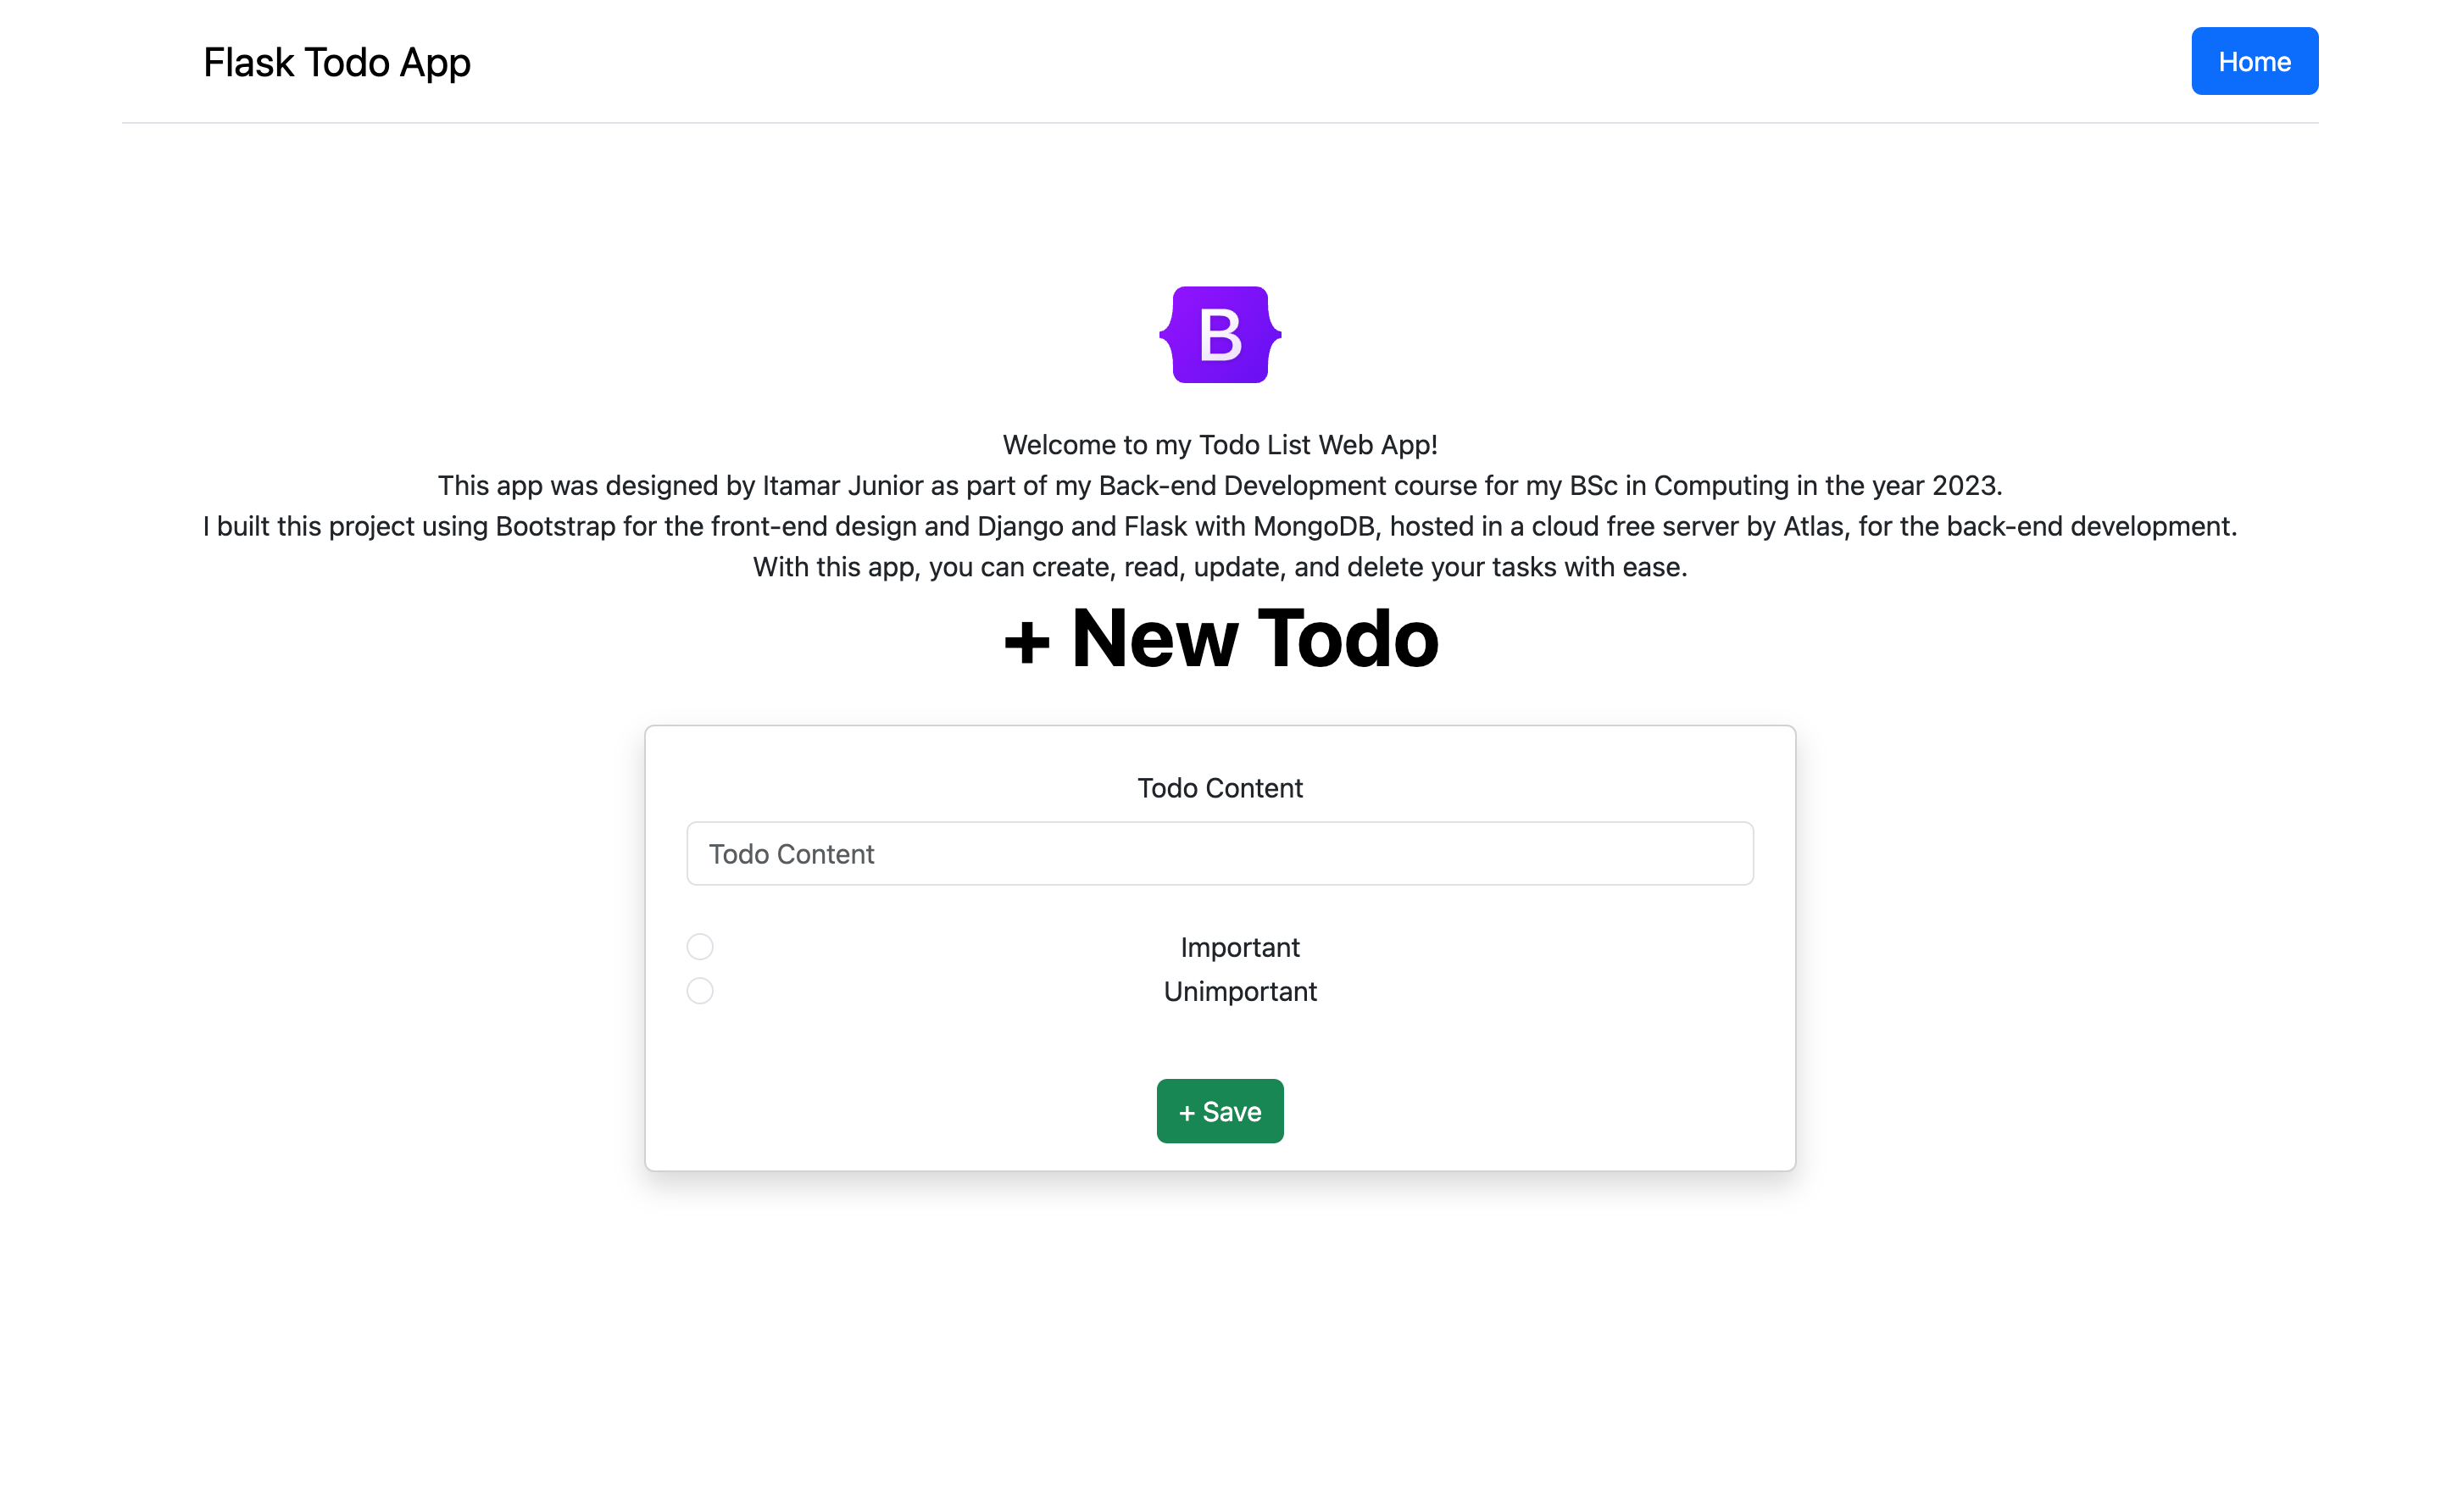 Flask Todo App
Home
B
Welcome to my Todo List Web App!
This app was designed by Itamar Junior as part of my Back-end Development course for my BSc in Computing in the year 2023.
I built this project using Bootstrap for the front-end design and Django and Flask with MongoDB, hosted in a cloud free server by Atlas, for the back-end development.
With this app, you can create, read, update, and delete your tasks with ease.
+ New Todo
Todo Content
Todo Content
Important
Unimportant
+ Save